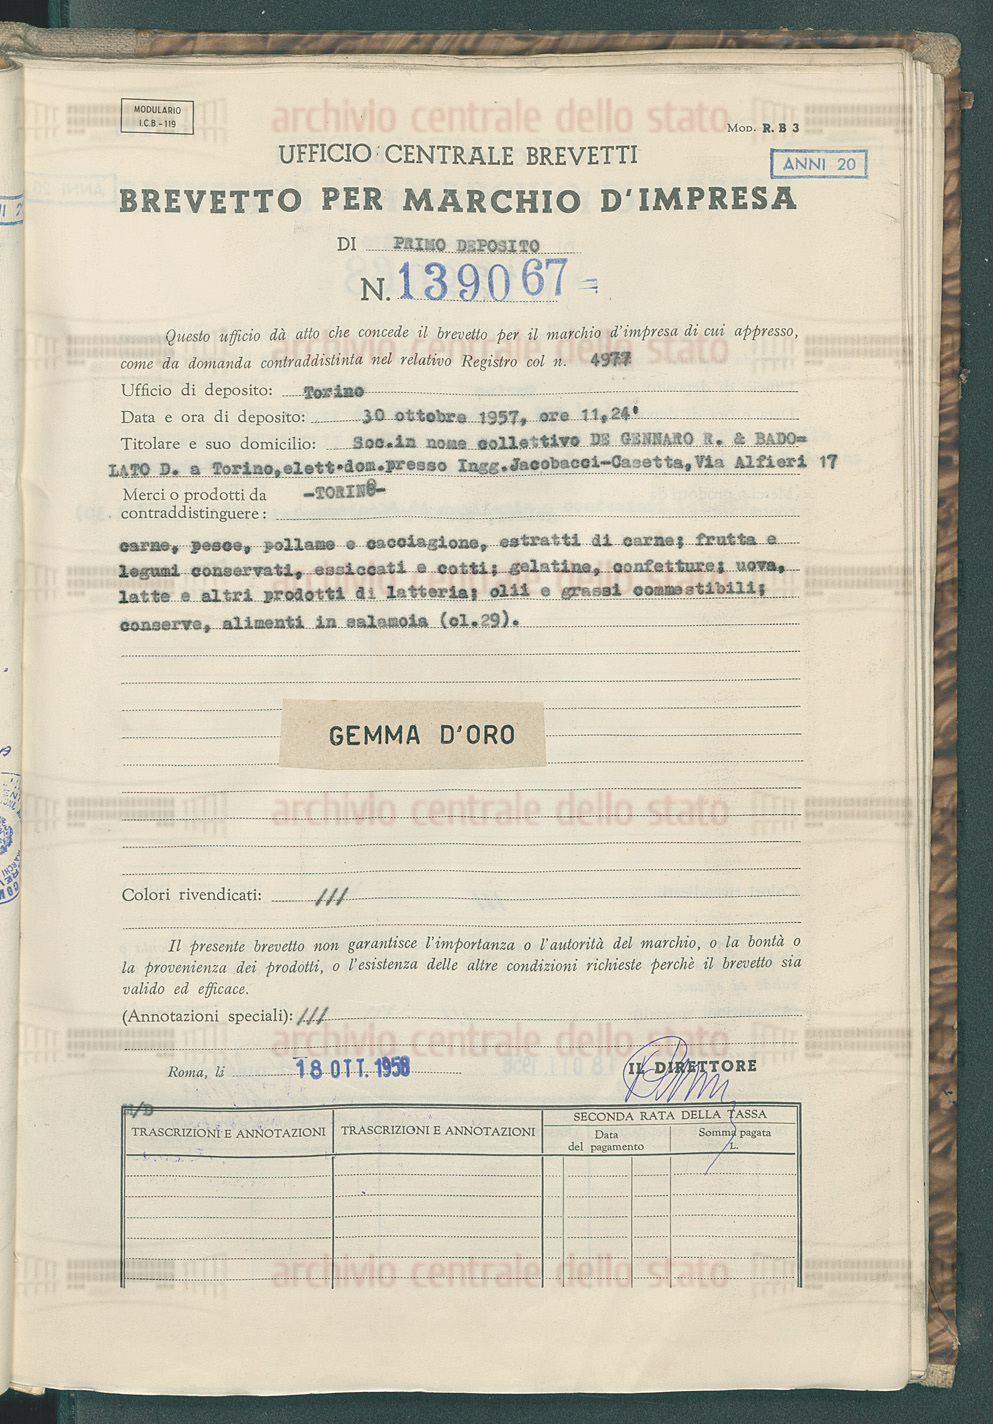 MODULARIO
I.C.B - 119
MOD. R. B 3
UFFICIO CENTRALE BREVETTI
ANNI 20
BREVETTO PER MARCHIO D'IMPRESA
DI PRIMO DEPOSITO
N. 139067 =
Questo ufficio dà atto che concede il brevetto per il marchio d'impresa di cui appresso,
come da domanda contraddistinta nel relativo Registro col n. 4977
Ufficio di deposito: Torino
Data e ora di deposito: 30 ottobre 1957, ore 11,24'
Titolare e suo domicilio: Soc.in nome collettivo DE GENNARO R. & BADO=
LATO D. a Torino,elett.dom.presso Ingg.Jacobacci-Casetta,Via Alfieri 17
Merci o prodotti da -TORINO-
contraddistinguere:
carne, pesce, pollame e cacciagione, estratti di carne; frutta e
legumi conservati, essiccati e cotti; gelatine, confetture; uova,
latte e altri prodotti di latteria; olii e grassi commestibili;
conserve, alimenti in salamoia (cl.29).
GEMMA D'ORO
Colori rivendicati: ///
Il presente brevetto non garantisce l'importanza o l'autorità del marchio, o la bontà o
la provenienza dei prodotti, o l'esistenza delle altre condizioni richieste perchè il brevetto sia
valido ed efficace.
(Annotazioni speciali): ///
Roma, li 18 OTT. 1958
IL DIRETTORE
M/D
TRASCRIZIONI E ANNOTAZIONI TRASCRIZIONI E ANNOTAZIONI SECONDA RATA DELLA TASSA
Data del pagamento Somma pagata L.
archivio centrale dello stato
archivio centrale dello stato
archivio centrale dello stato
archivio centrale dello stato
archivio centrale dello stato
archivio centrale dello stato